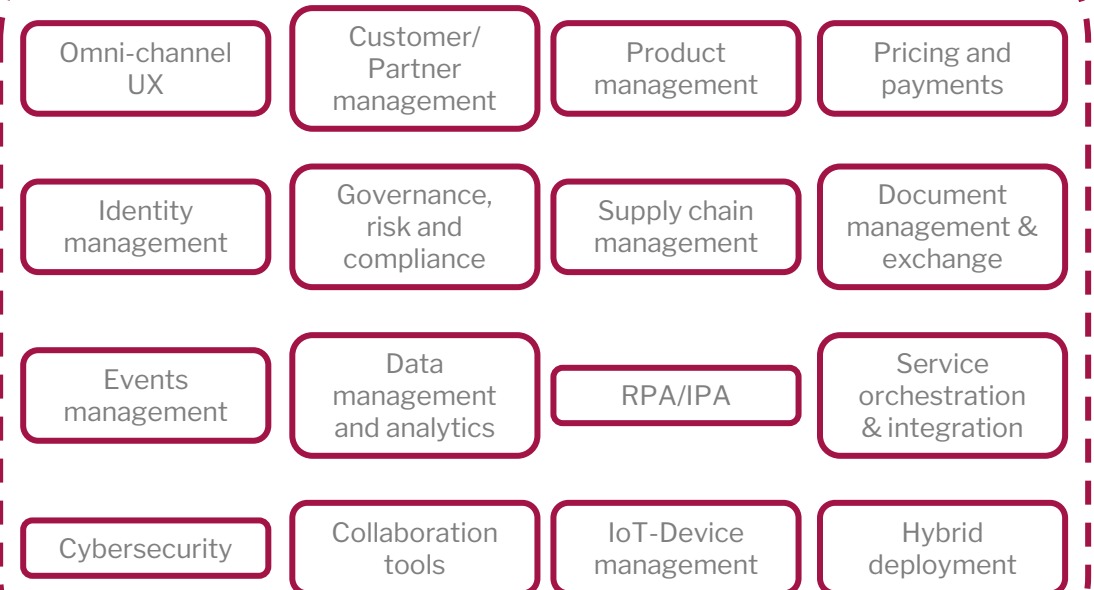 Omni-channel
UX
Customer/
Partner
management
Product
management
Pricing and
payments
Identity
management
Governance,
risk and
compliance
Supply chain
management
Document
management &
exchange
Events
management
Data
management
and analytics
RPA/IPA
Service
orchestration
& integration
Cybersecurity
Collaboration
tools
IoT-Device
management
Hybrid
deployment